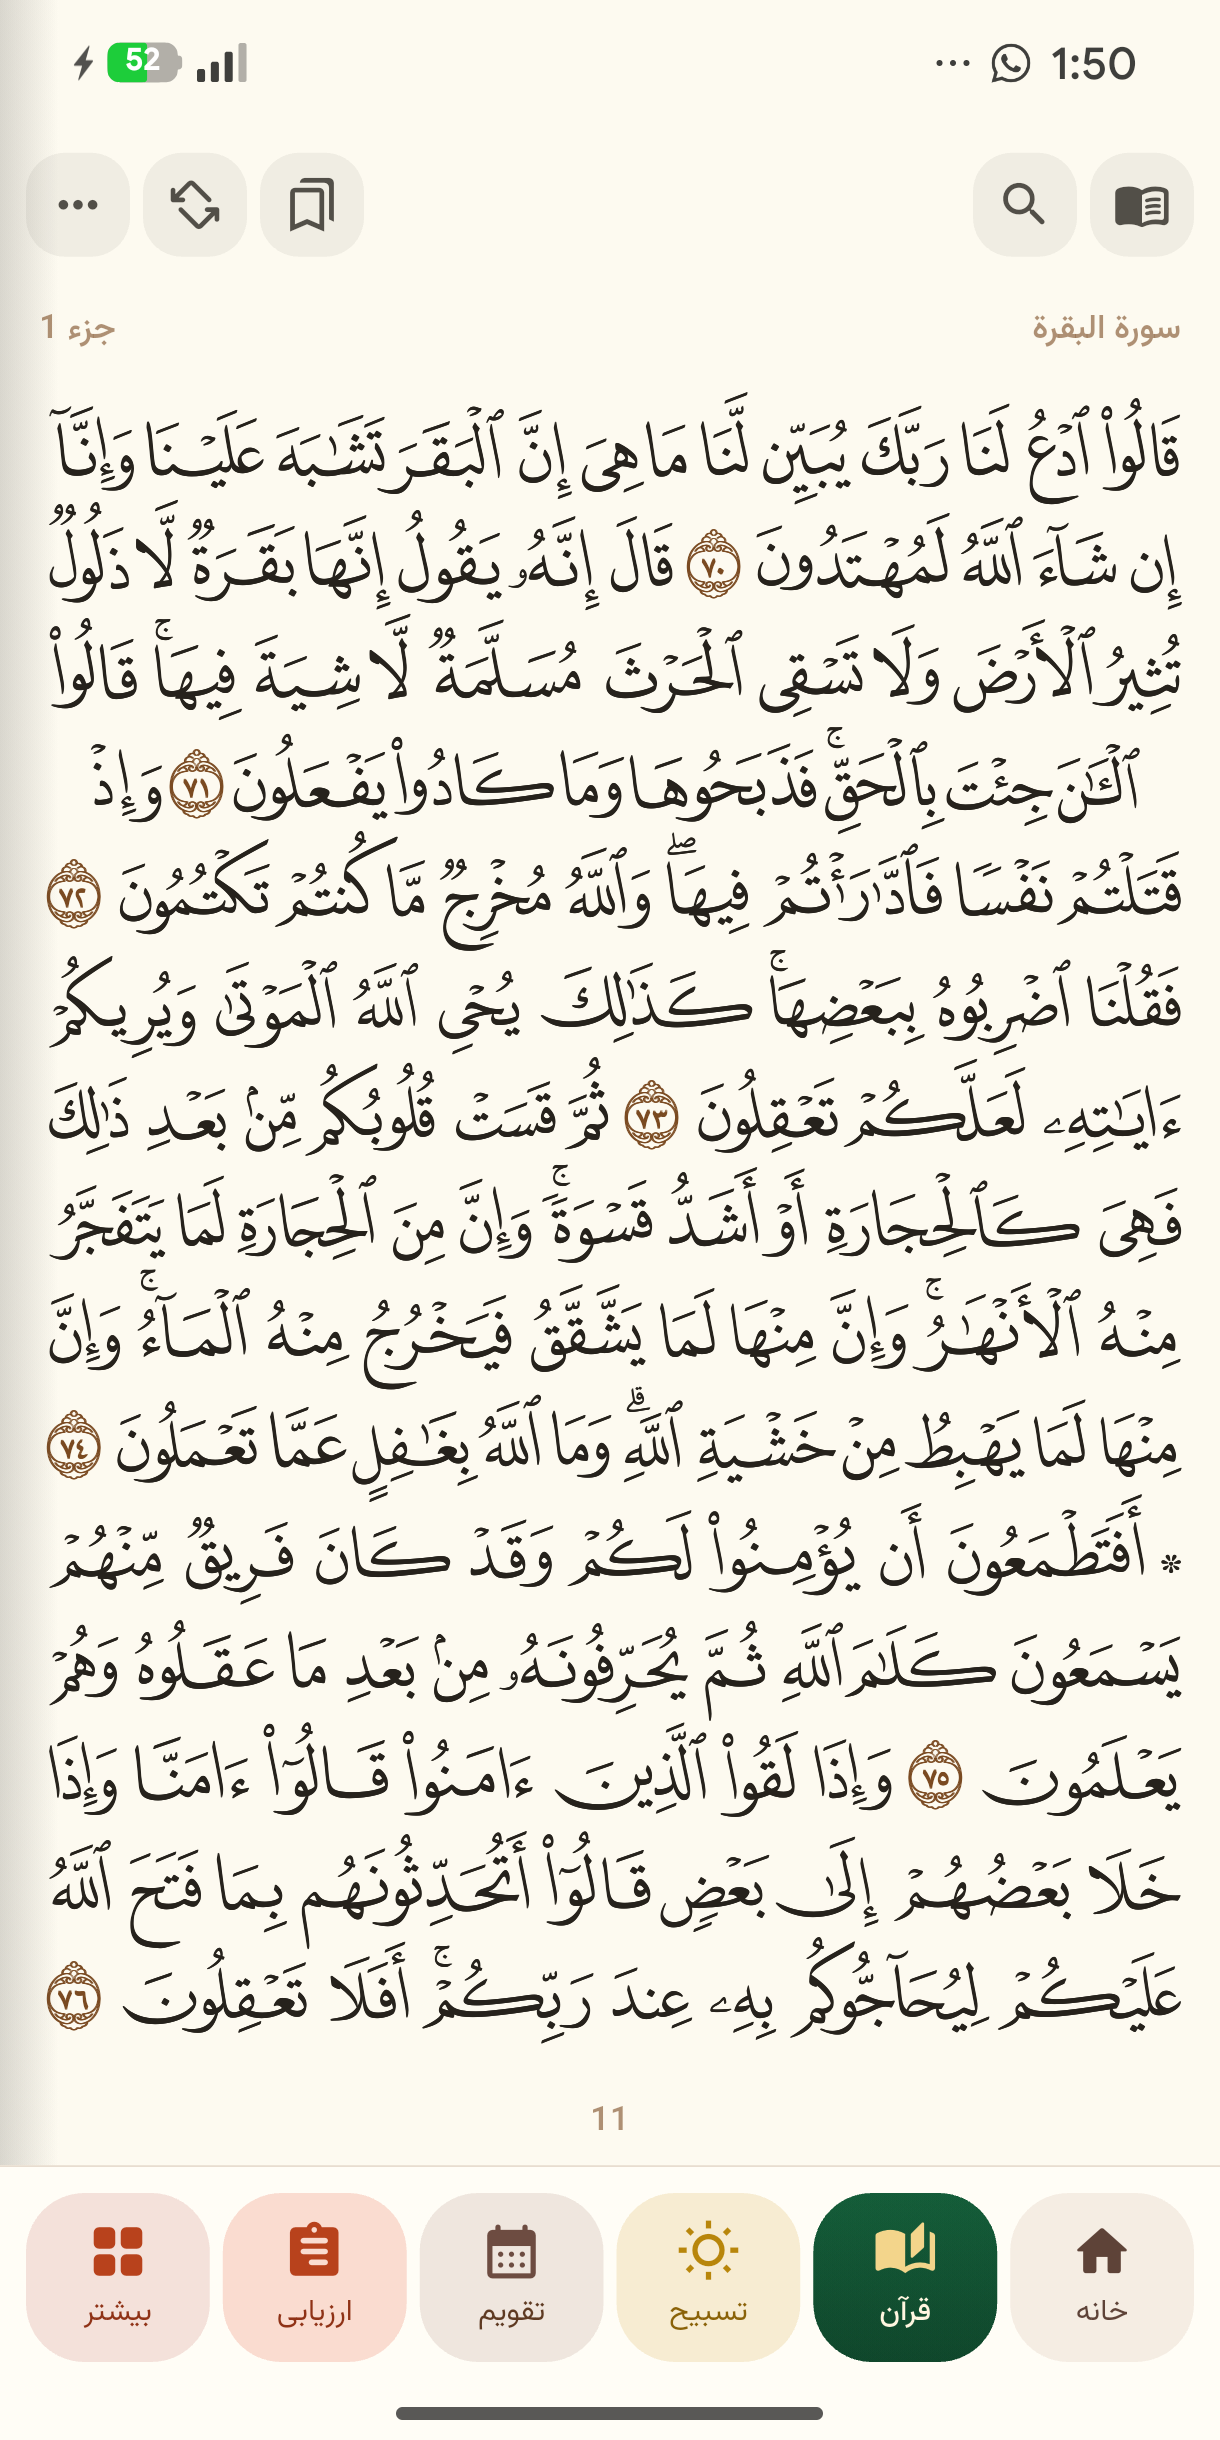 52
1:50
سورة البقرة
جزء 1
قَالُوا۟ ٱدْعُ لَنَا رَبَّكَ يُبَيِّن لَّنَا مَا هِىَ إِنَّ ٱلْبَقَرَ تَشَـٰبَهَ عَلَيْنَا وَإِنَّآ
إِن شَآءَ ٱللَّهُ لَمُهْتَدُونَ ٧٠ قَالَ إِنَّهُۥ يَقُولُ إِنَّهَا بَقَرَةٌ لَّا ذَلُولٌ
تُثِيرُ ٱلْأَرْضَ وَلَا تَسْقِى ٱلْحَرْثَ مُسَلَّمَةٌ لَّا شِيَةَ فِيهَا ۚ قَالُوا۟
ٱلْـَٔـٰنَ جِئْتَ بِٱلْحَقِّ ۚ فَذَبَحُوهَا وَمَا كَادُوا۟ يَفْعَلُونَ ٧١ وَإِذْ
قَتَلْتُمْ نَفْسًا فَٱدَّٰرَْٰٔتُمْ فِيهَا ۖ وَٱللَّهُ مُخْرِجٌ مَّا كُنتُمْ تَكْتُمُونَ ٧٢
فَقُلْنَا ٱضْرِبُوهُ بِبَعْضِهَا ۚ كَذَٰلِكَ يُحْىِ ٱللَّهُ ٱلْمَوْتَىٰ وَيُرِيكُمْ
ءَايَـٰتِهِۦ لَعَلَّكُمْ تَعْقِلُونَ ٧٣ ثُمَّ قَسَتْ قُلُوبُكُم مِّنۢ بَعْدِ ذَٰلِكَ
فَهِىَ كَٱلْحِجَارَةِ أَوْ أَشَدُّ قَسْوَةً ۚ وَإِنَّ مِنَ ٱلْحِجَارَةِ لَمَا يَتَفَجَّرُ
مِنْهُ ٱلْأَنْهَـٰرُ ۚ وَإِنَّ مِنْهَا لَمَا يَشَّقَّقُ فَيَخْرُجُ مِنْهُ ٱلْمَآءُ ۚ وَإِنَّ
مِنْهَا لَمَا يَهْبِطُ مِنْ خَشْيَةِ ٱللَّهِ ۗ وَمَا ٱللَّهُ بِغَـٰفِلٍ عَمَّا تَعْمَلُونَ ٧٤
* أَفَتَطْمَعُونَ أَن يُؤْمِنُوا۟ لَكُمْ وَقَدْ كَانَ فَرِيقٌ مِّنْهُمْ
يَسْمَعُونَ كَلَـٰمَ ٱللَّهِ ثُمَّ يُحَرِّفُونَهُۥ مِنۢ بَعْدِ مَا عَقَلُوهُ وَهُمْ
يَعْلَمُونَ ٧٥ وَإِذَا لَقُوا۟ ٱلَّذِينَ ءَامَنُوا۟ قَالُوٓا۟ ءَامَنَّا وَإِذَا
خَلَا بَعْضُهُمْ إِلَىٰ بَعْضٍ قَالُوٓا۟ أَتُحَدِّثُونَهُم بِمَا فَتَحَ ٱللَّهُ
عَلَيْكُمْ لِيُحَآجُّوكُم بِهِۦ عِندَ رَبِّكُمْ ۚ أَفَلَا تَعْقِلُونَ ٧٦
11
خانه
قرآن
تسبیح
تقویم
ارزیابی
بیشتر